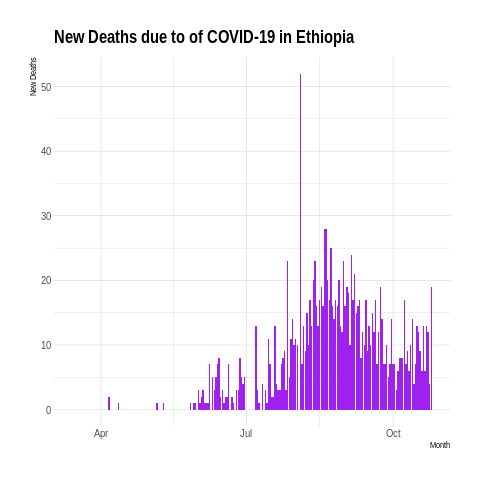 New Deaths due to of COVID-19 in Ethiopia
New Deaths
50
40
30
20
10
0
Apr
Jul
Oct
Month